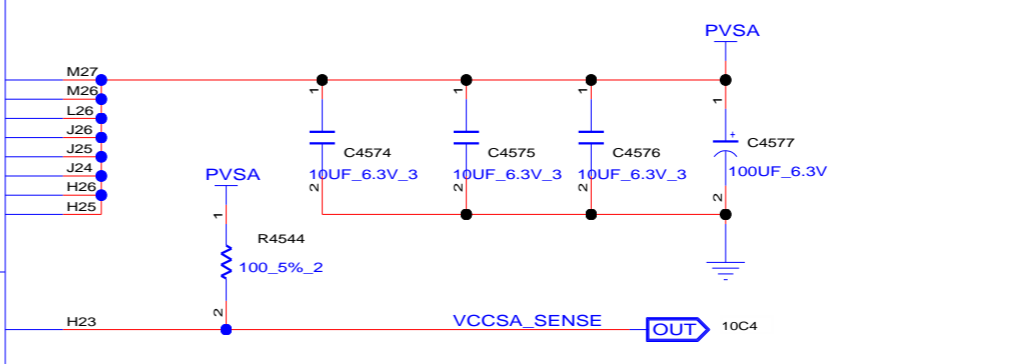 PVSA
M27
M26
L26
J26
J25
J24
H26
H25
1
1
1
1
C4574
10UF_6.3V_3
2
C4575
10UF_6.3V_3
2
C4576
10UF_6.3V_3
2
+
C4577
100UF_6.3V
2
PVSA
1
R4544
100_5%_2
2
H23
VCCSA_SENSE
OUT
10C4